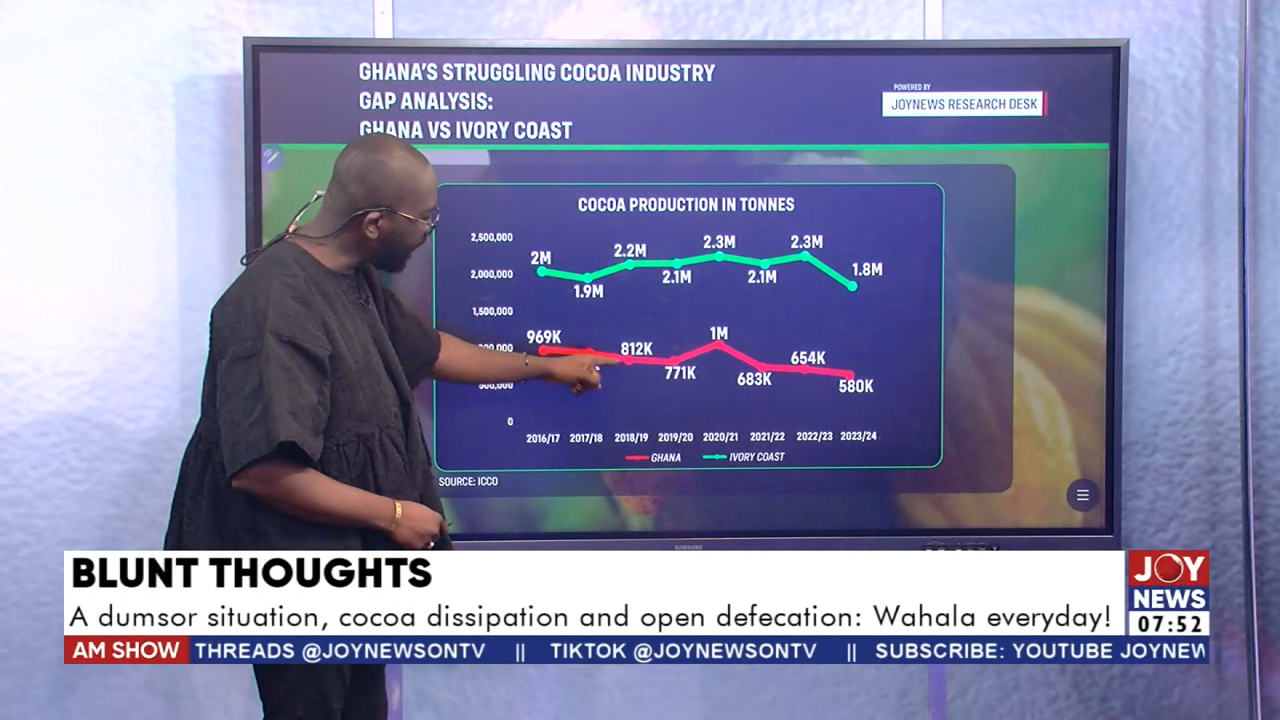 GHANA'S STRUGGLING COCOA INDUSTRY
GAP ANALYSIS:
GHANA VS IVORY COAST
POWERED BY
JOYNEWS RESEARCH DESK
COCOA PRODUCTION IN TONNES
2,500,000
2,000,000
1,500,000
500,000
0
2M
1.9M
2.2M
2.1M
2.3M
2.1M
2.3M
1.8M
969K
812K
771K
1M
683K
654K
580K
2016/17 2017/18 2018/19 2019/20 2020/21 2021/22 2022/23 2023/24
GHANA IVORY COAST
SOURCE: ICCO
SAMSUNG
BLUNT THOUGHTS
A dumsor situation, cocoa dissipation and open defecation: Wahala everyday!
JOY
NEWS
07:52
AM SHOW THREADS @JOYNEWSONTV || TIKTOK @JOYNEWSONTV || SUBSCRIBE: YOUTUBE JOYNEW